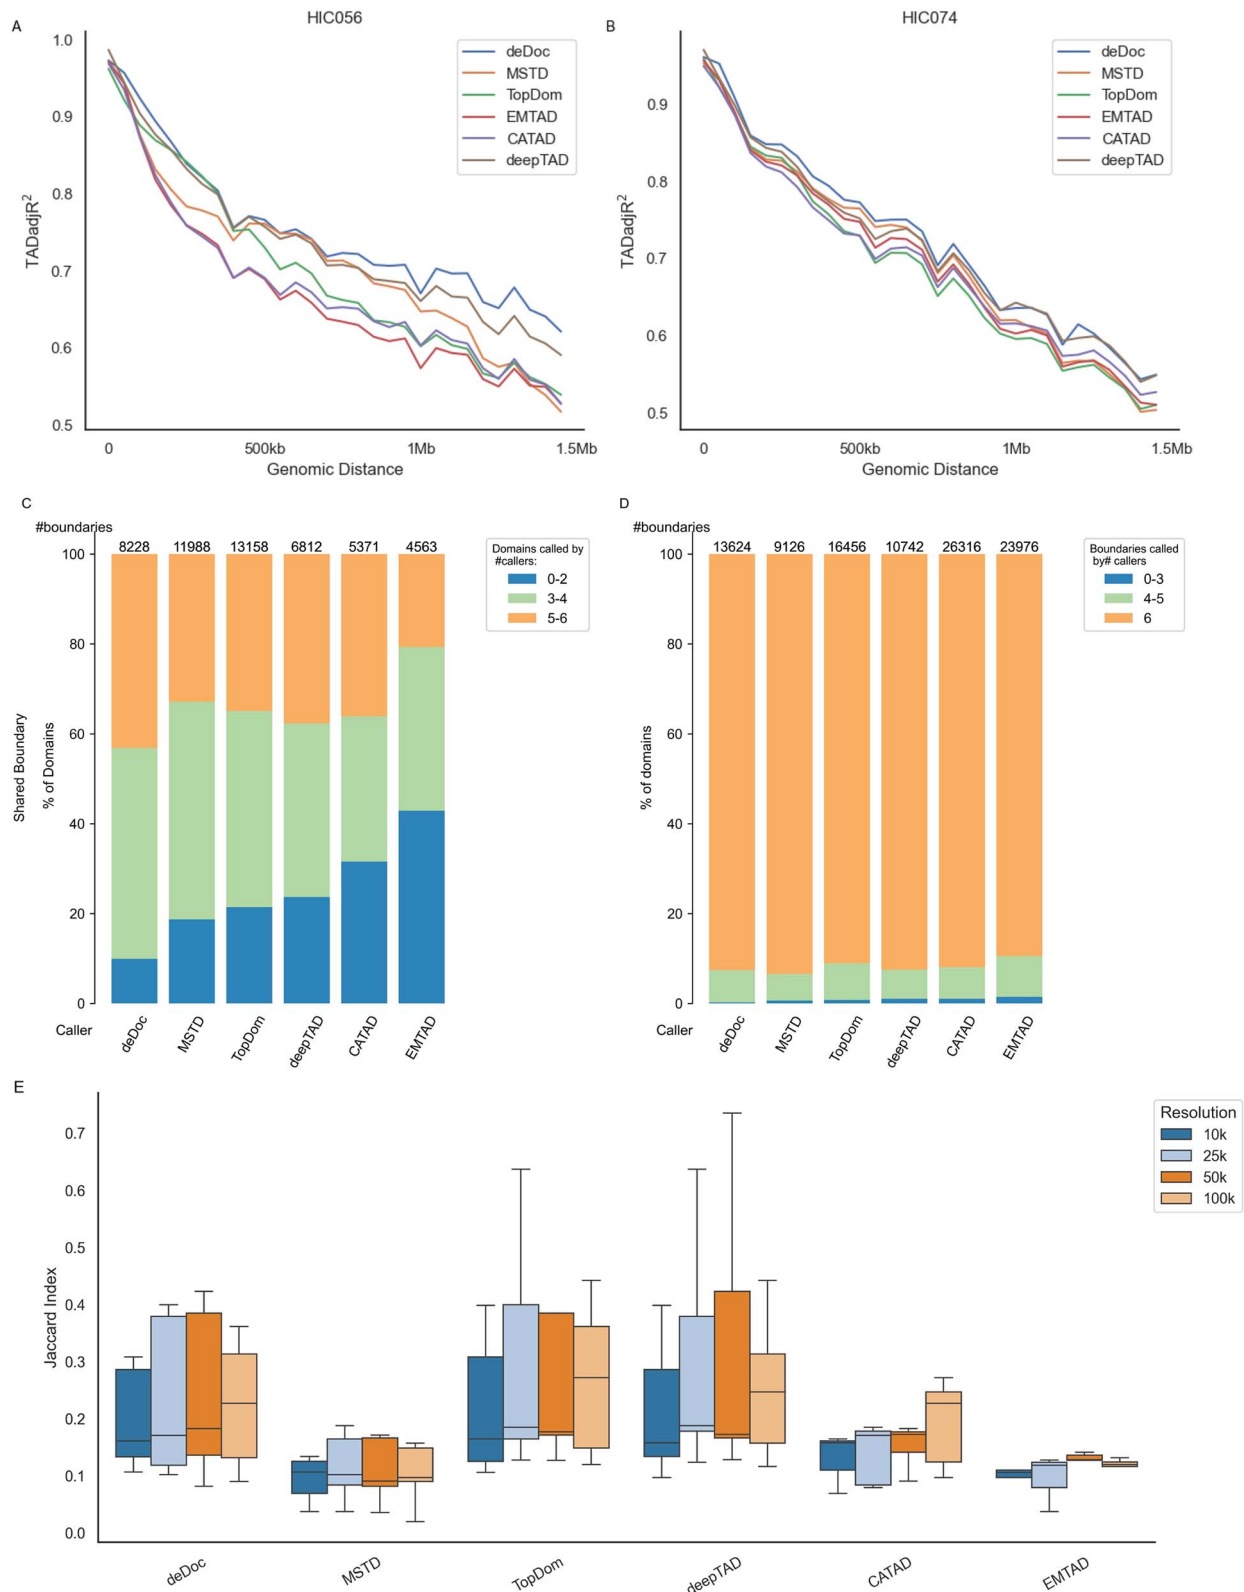 A
HIC056
1.0
0.9
0.8
0.7
0.6
0.5
TADadjR²
deDoc
MSTD
TopDom
EMTAD
CATAD
deepTAD
0 500kb 1Mb 1.5Mb
Genomic Distance
B
HIC074
0.9
0.8
0.7
0.6
0.5
TADadjR²
deDoc
MSTD
TopDom
EMTAD
CATAD
deepTAD
0 500kb 1Mb 1.5Mb
Genomic Distance
C
#boundaries
8228 11988 13158 6812 5371 4563
100
80
60
40
20
0
Shared Boundary
% of Domains
Domains called by
#callers:
0-2
3-4
5-6
Caller
deDoc MSTD TopDom deepTAD CATAD EMTAD
D
#boundaries
13624 9126 16456 10742 26316 23976
100
80
60
40
20
0
% of domains
Boundaries called
by# callers
0-3
4-5
6
Caller
deDoc MSTD TopDom deepTAD CATAD EMTAD
E
0.7
0.6
0.5
0.4
0.3
0.2
0.1
0.0
Jaccard Index
Resolution
10k
25k
50k
100k
deDoc MSTD TopDom deepTAD CATAD EMTAD